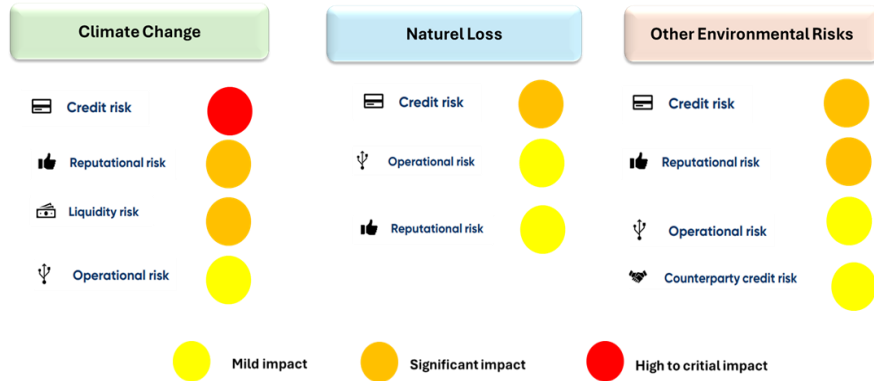 Climate Change
Credit risk
Reputational risk
Liquidity risk
Operational risk
Naturel Loss
Credit risk
Operational risk
Reputational risk
Other Environmental Risks
Credit risk
Reputational risk
Operational risk
Counterparty credit risk
Mild impact
Significant impact
High to critial impact